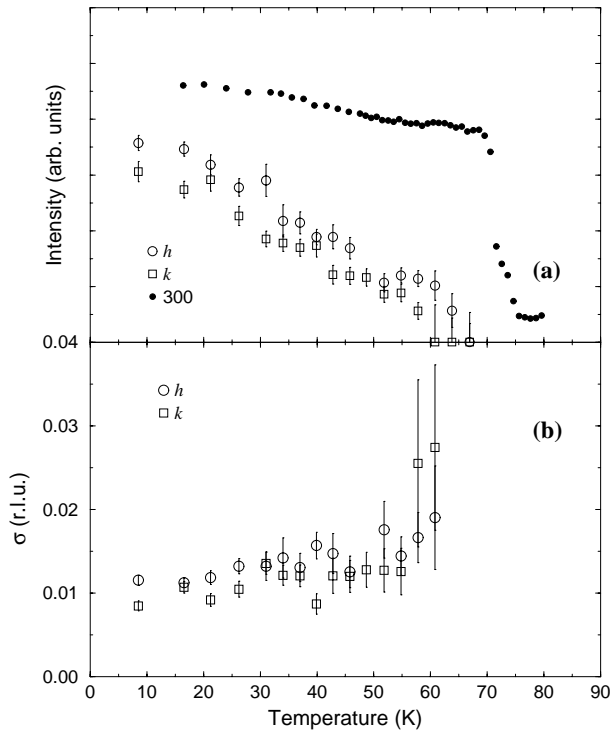 Intensity (arb. units)
h
k
300
(a)
0.04
h
k
(b)
0.03
σ (r.l.u.)
0.02
0.01
0.00
0 10 20 30 40 50 60 70 80 90
Temperature (K)